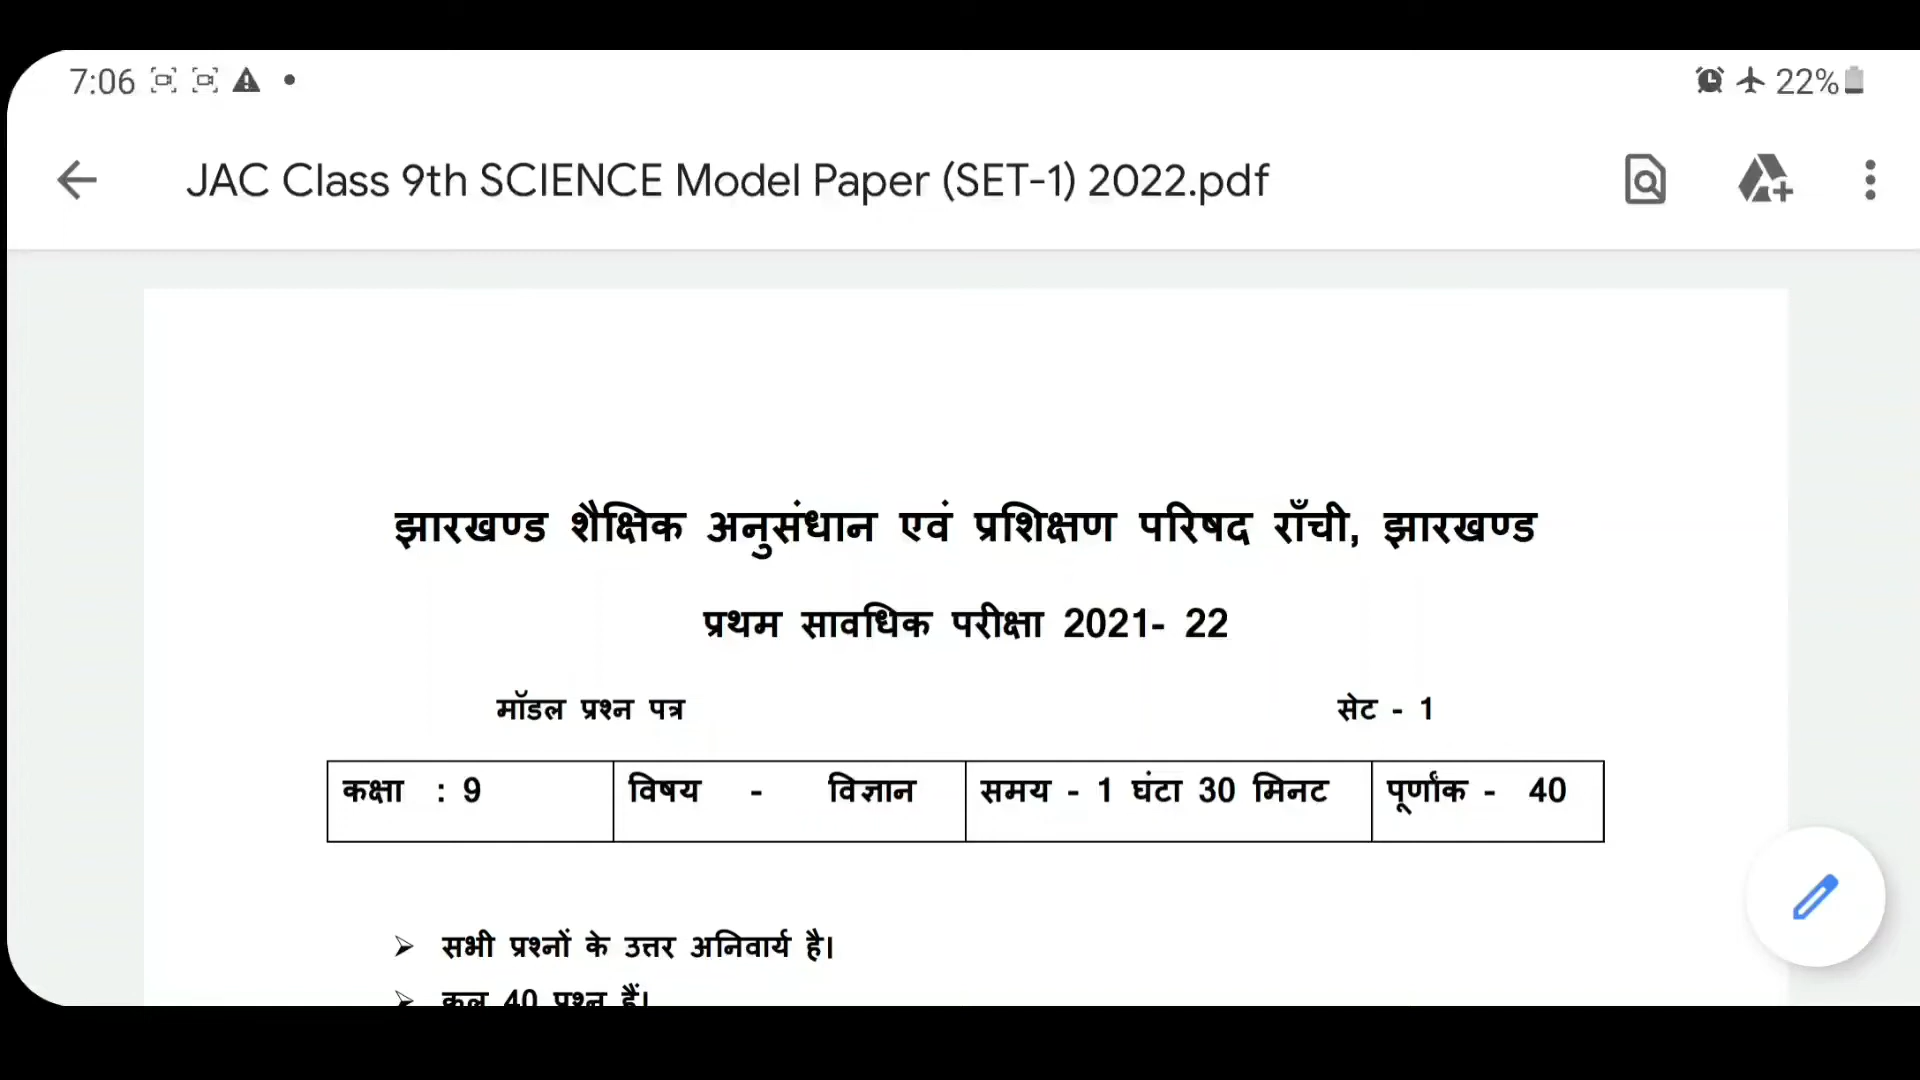 7:06 22%
JAC Class 9th SCIENCE Model Paper (SET-1) 2022.pdf
झारखण्ड शैक्षिक अनुसंधान एवं प्रशिक्षण परिषद राँची, झारखण्ड
प्रथम सावधिक परीक्षा 2021- 22
मॉडल प्रश्न पत्र सेट - 1
कक्षा : 9 विषय - विज्ञान समय - 1 घंटा 30 मिनट पूर्णांक - 40
➢ सभी प्रश्नों के उत्तर अनिवार्य है।
➢ कुल 40 प्रश्न हैं।